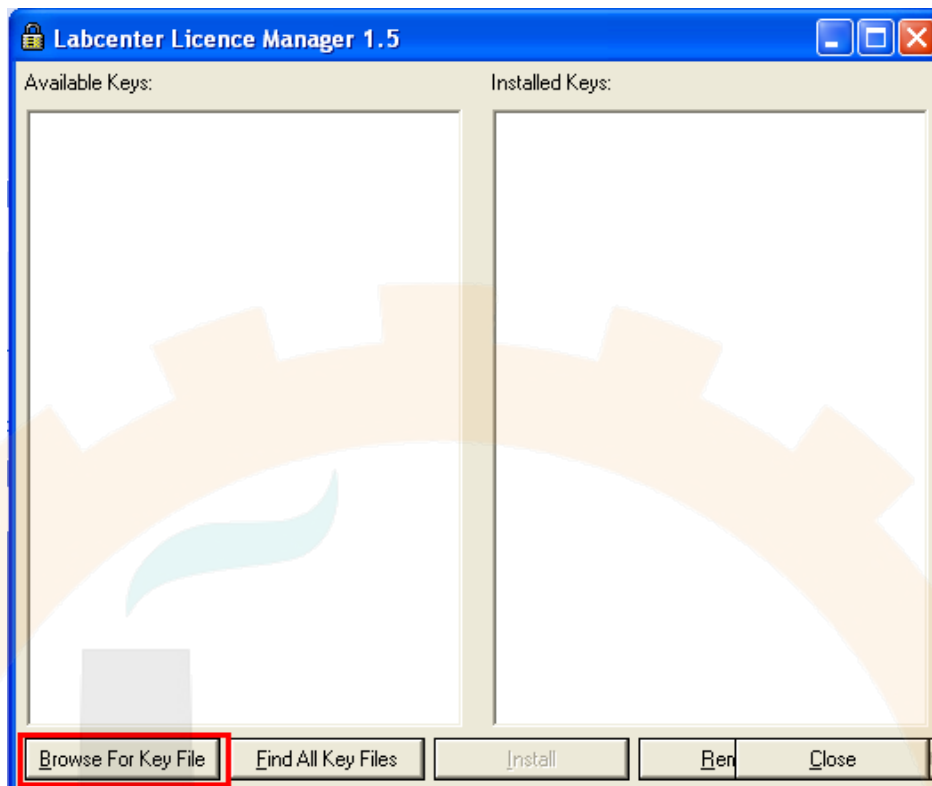 Labcenter Licence Manager 1.5
Available Keys: Installed Keys:
Browse For Key File Find All Key Files Install Ren Close